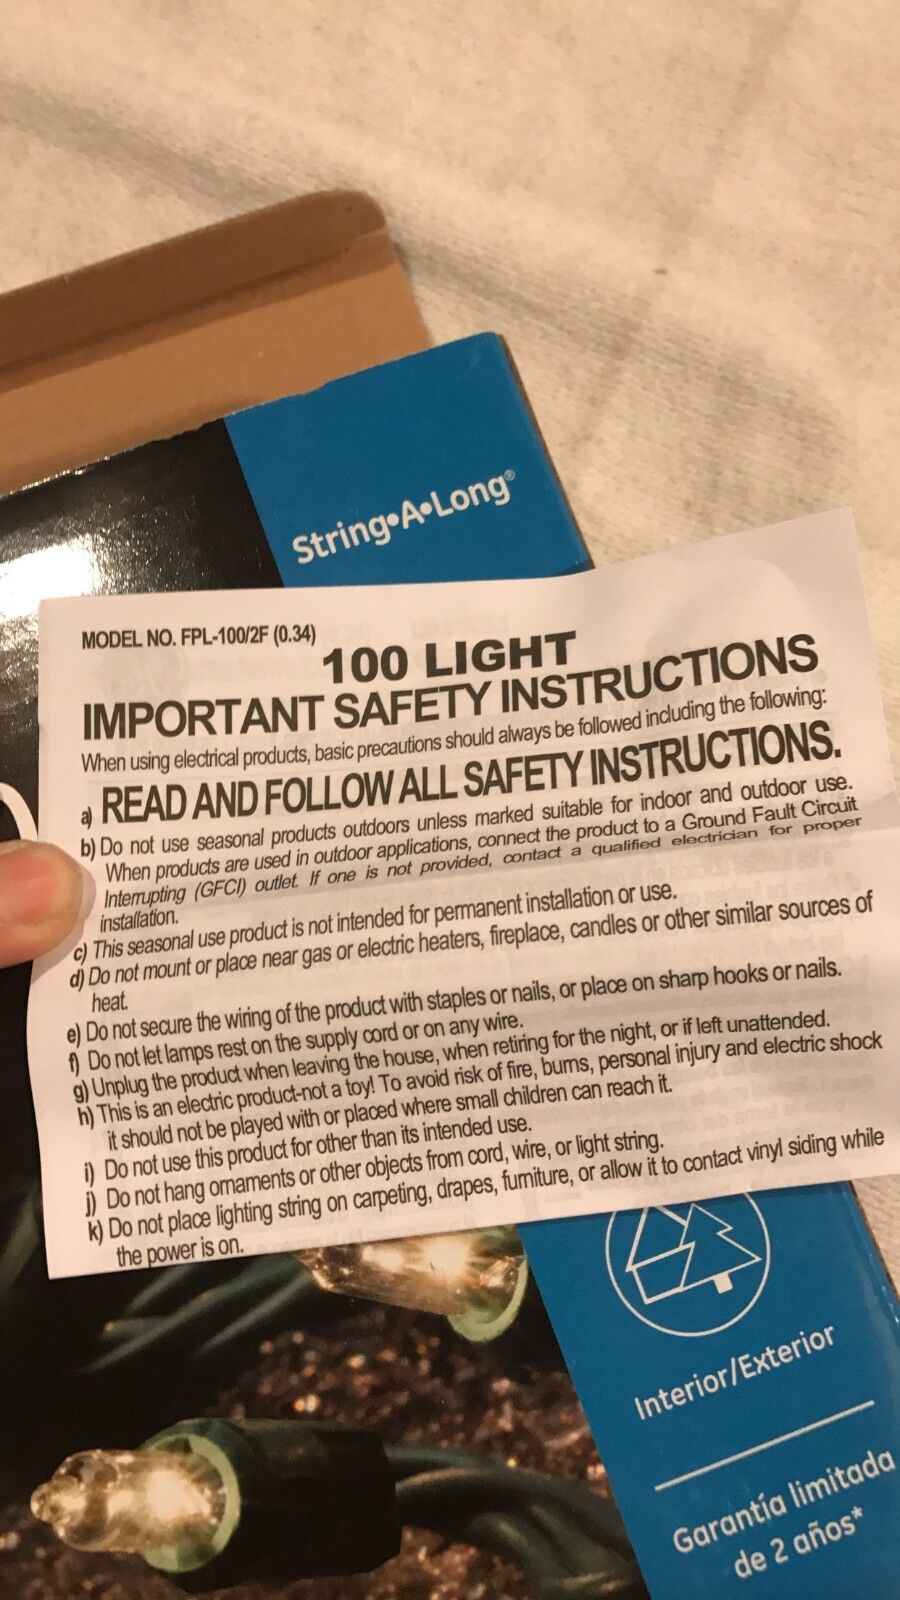 String•A•Long®
MODEL NO. FPL-100/2F (0.34)
100 LIGHT
IMPORTANT SAFETY INSTRUCTIONS
When using electrical products, basic precautions should always be followed including the following:
a) READ AND FOLLOW ALL SAFETY INSTRUCTIONS.
b) Do not use seasonal products outdoors unless marked suitable for indoor and outdoor use.
When products are used in outdoor applications, connect the product to a Ground Fault Circuit
Interrupting (GFCI) outlet. If one is not provided, contact a qualified electrician for proper
installation.
c) This seasonal use product is not intended for permanent installation or use.
d) Do not mount or place near gas or electric heaters, fireplace, candles or other similar sources of
heat.
e) Do not secure the wiring of the product with staples or nails, or place on sharp hooks or nails.
f) Do not let lamps rest on the supply cord or on any wire.
g) Unplug the product when leaving the house, when retiring for the night, or if left unattended.
h) This is an electric product-not a toy! To avoid risk of fire, burns, personal injury and electric shock
it should not be played with or placed where small children can reach it.
i) Do not use this product for other than its intended use.
j) Do not hang ornaments or other objects from cord, wire, or light string.
k) Do not place lighting string on carpeting, drapes, furniture, or allow it to contact vinyl siding while
the power is on.
Interior/Exterior
Garantía limitada
de 2 años*